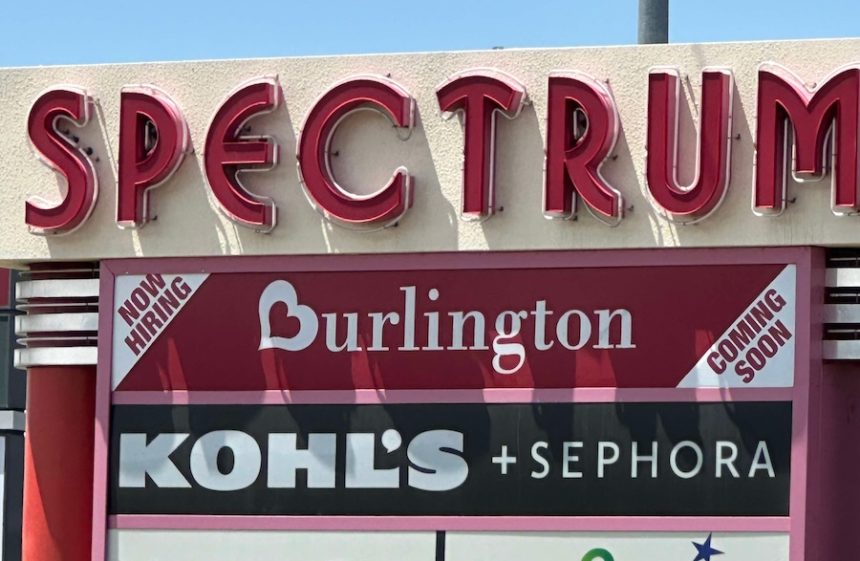 SPECTRUM
NOW
HIRING
Burlington
COMING
SOON
KOHL'S + SEPHORA